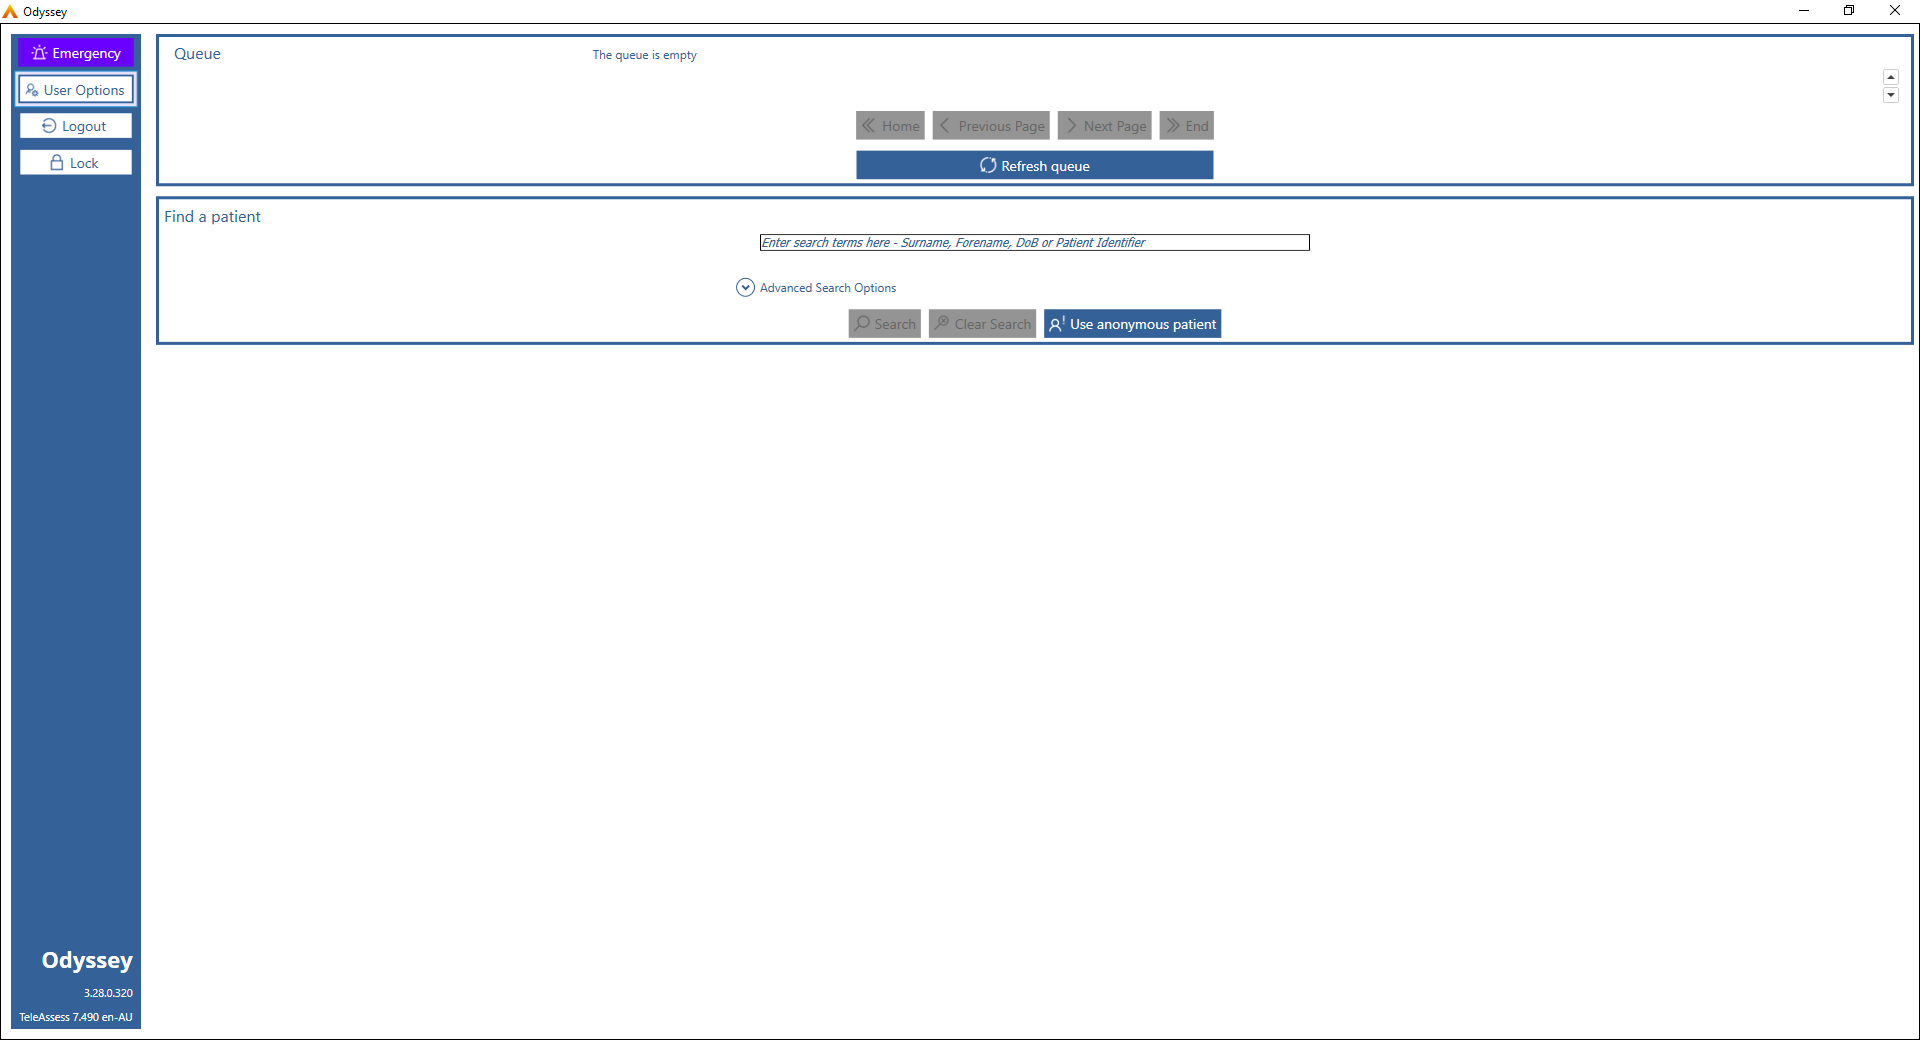 Odyssey
Emergency
User Options
Logout
Lock
Queue
The queue is empty
Home
Previous Page
Next Page
End
Refresh queue
Find a patient
Enter search terms here - Surname, Forename, DoB or Patient Identifier
Advanced Search Options
Search
Clear Search
Use anonymous patient
Odyssey
3.28.0.320
TeleAssess 7.490 en-AU